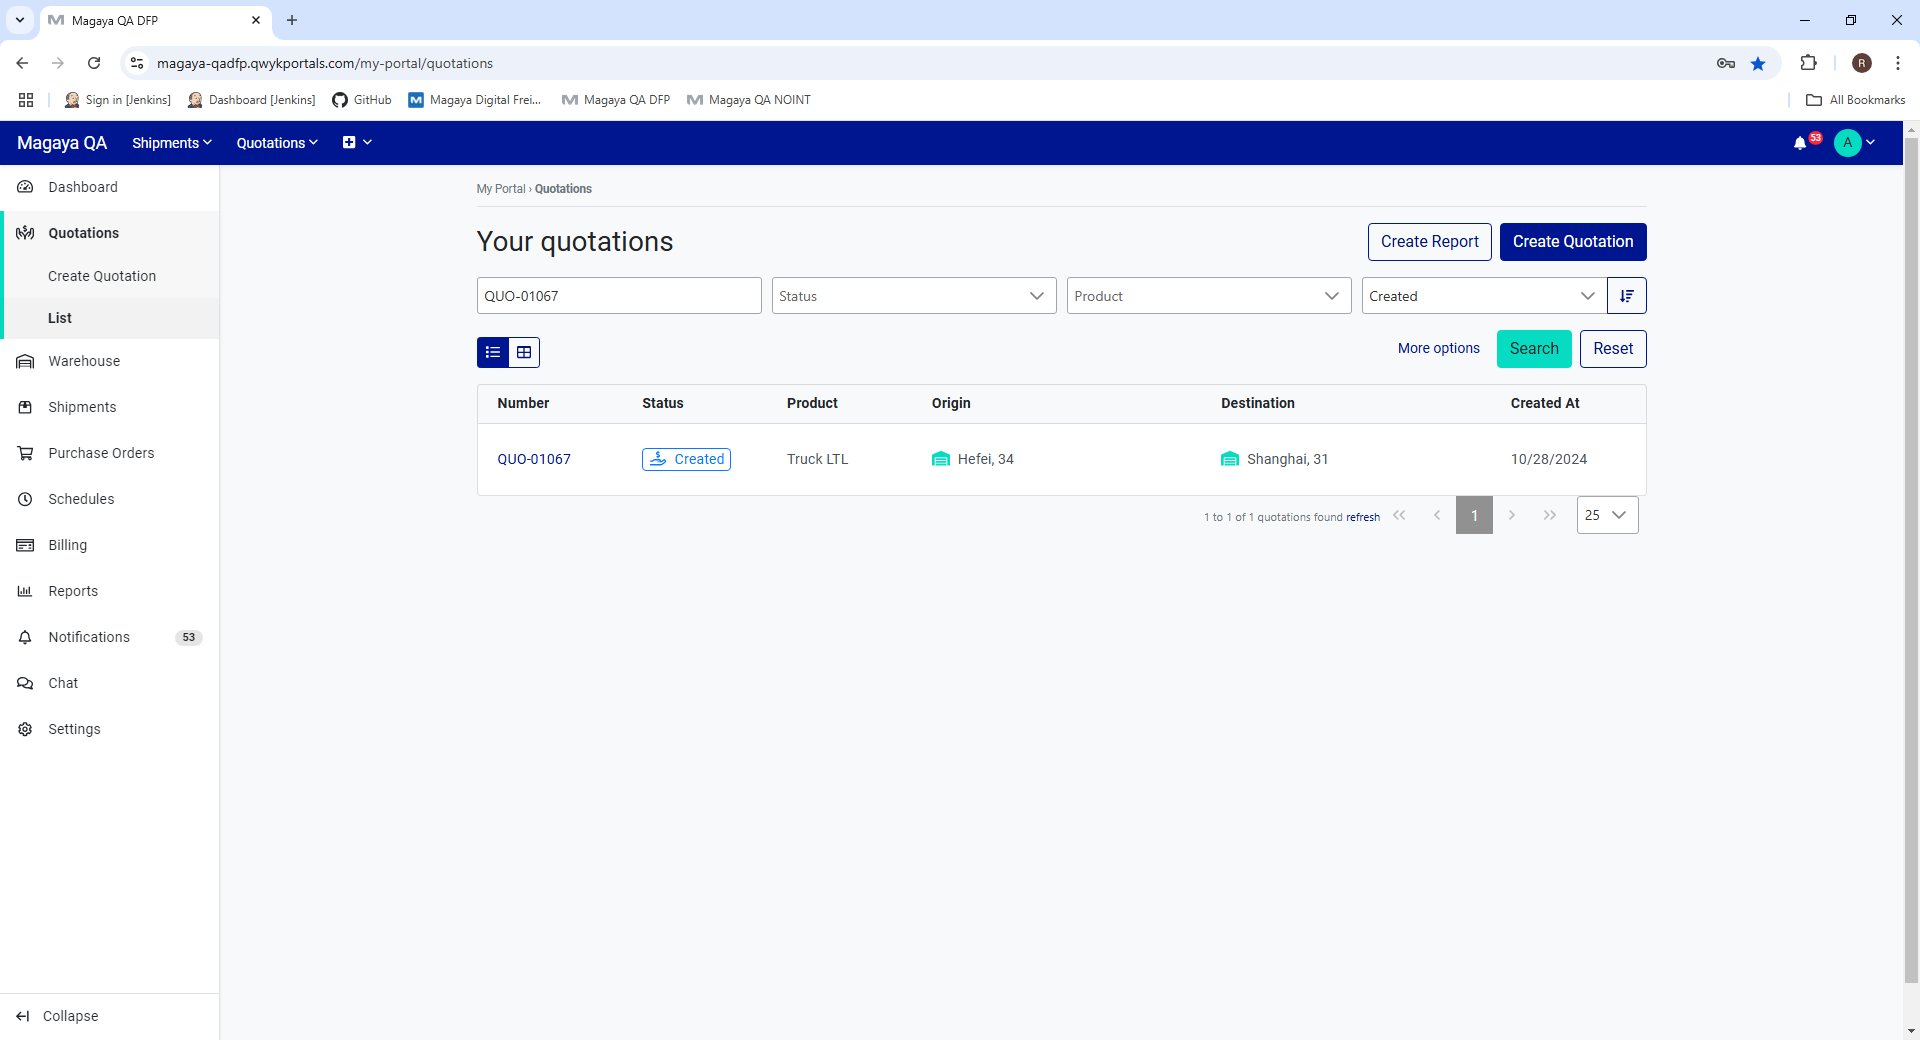 Magaya QA DFP
magaya-qadfp.qwykportals.com/my-portal/quotations
R
Sign in [Jenkins]
Dashboard [Jenkins]
GitHub
Magaya Digital Frei...
Magaya QA DFP
Magaya QA NOINT
All Bookmarks
Magaya QA
Shipments
Quotations
53
A
Dashboard
Quotations
Create Quotation
List
Warehouse
Shipments
Purchase Orders
Schedules
Billing
Reports
Notifications 53
Chat
Settings
Collapse
My Portal › Quotations
Your quotations
Create Report
Create Quotation
QUO-01067
Status
Product
Created
More options
Search
Reset
Number Status Product Origin Destination Created At
QUO-01067 Created Truck LTL Hefei, 34 Shanghai, 31 10/28/2024
1 to 1 of 1 quotations found refresh 1 25